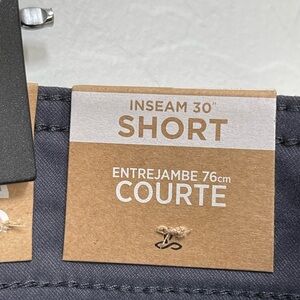 INSEAM 30"
SHORT
ENTREJAMBE 76cm
COURTE